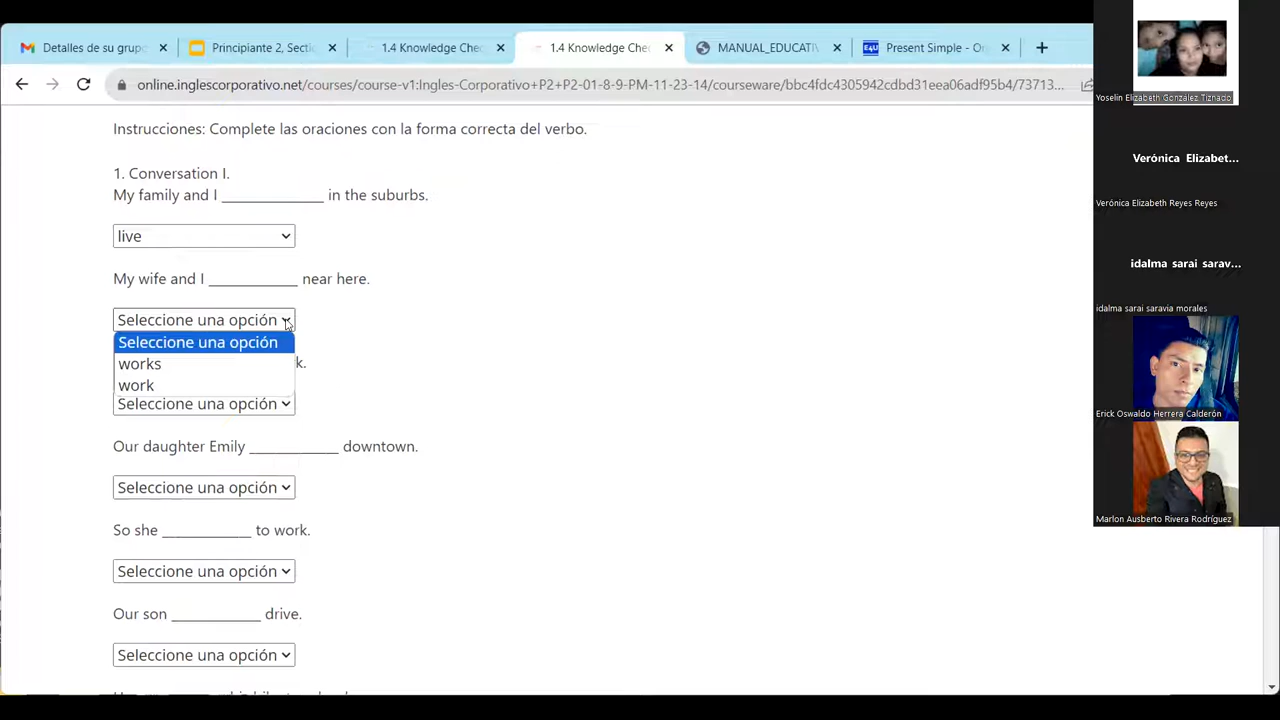 Detalles de su grupo
Principiante 2, Secti
1.4 Knowledge Chec
1.4 Knowledge Chec
MANUAL_EDUCATIV
E4U
Present Simple - On
online.inglescorporativo.net/courses/course-v1:Ingles-Corporativo+P2+P2-01-8-9-PM-11-23-14/courseware/bbc4fdc4305942cdbd31eea06adf95b4/73713...
Instrucciones: Complete las oraciones con la forma correcta del verbo.
1. Conversation I.
My family and I ____________ in the suburbs.
live
My wife and I ___________ near here.
Seleccione una opción
Seleccione una opción
works
k.
work
Seleccione una opción
Our daughter Emily ___________ downtown.
Seleccione una opción
So she ___________ to work.
Seleccione una opción
Our son ___________ drive.
Seleccione una opción
Yoselin Elizabeth Gonzalez Tiznado
Verónica Elizabet...
Verónica Elizabeth Reyes Reyes
idalma sarai sarav...
idalma sarai saravia morales
Erick Oswaldo Herrera Calderón
Marlon Ausberto Rivera Rodríguez